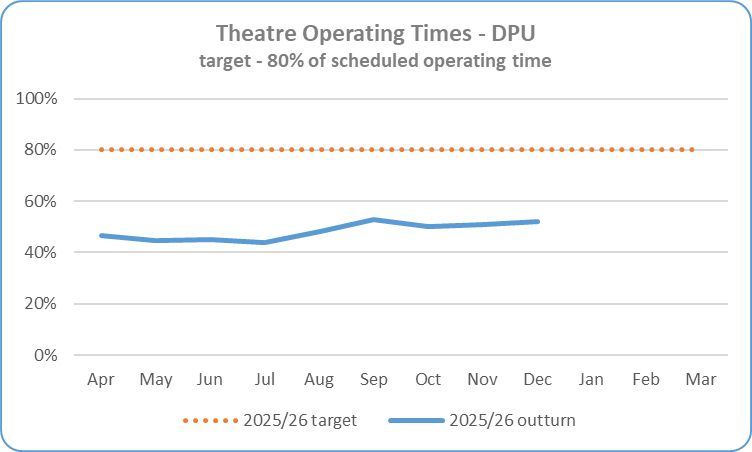 Theatre Operating Times - DPU
target - 80% of scheduled operating time
100%
80%
60%
40%
20%
0%
Apr May Jun Jul Aug Sep Oct Nov Dec Jan Feb Mar
2025/26 target 2025/26 outturn